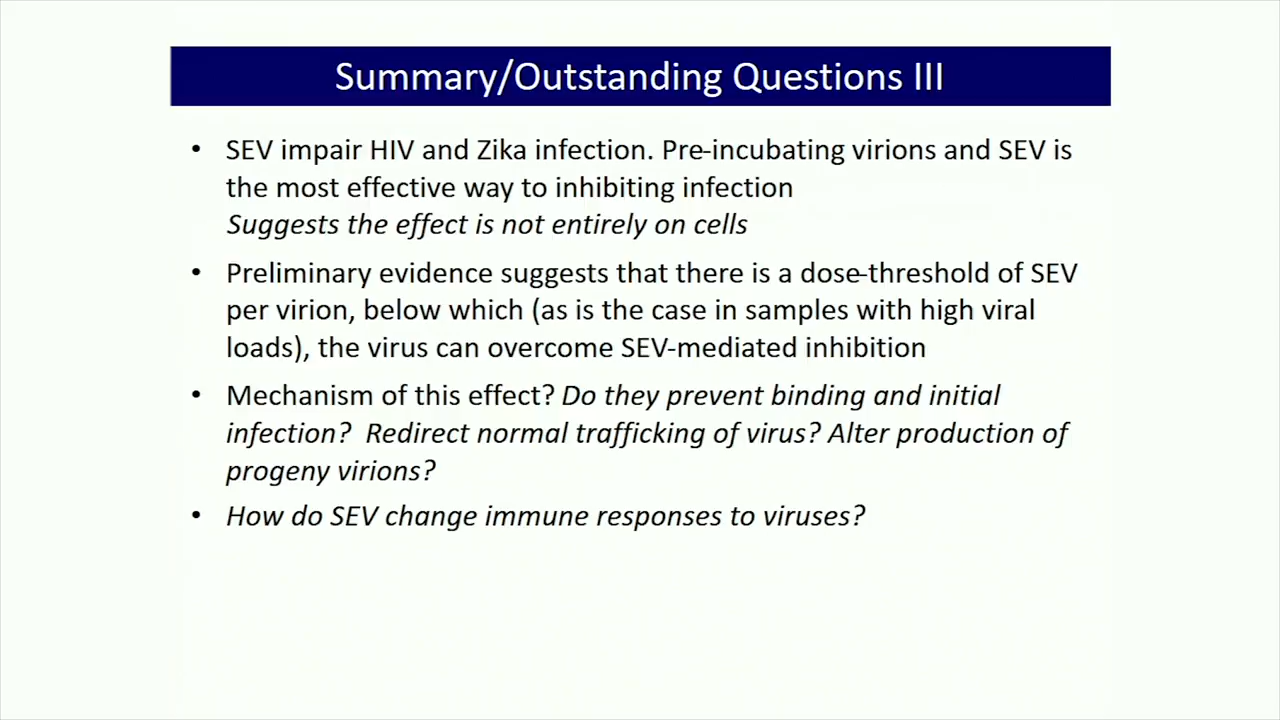 Summary/Outstanding Questions III
• SEV impair HIV and Zika infection. Pre-incubating virions and SEV is
the most effective way to inhibiting infection
Suggests the effect is not entirely on cells
• Preliminary evidence suggests that there is a dose-threshold of SEV
per virion, below which (as is the case in samples with high viral
loads), the virus can overcome SEV-mediated inhibition
• Mechanism of this effect? Do they prevent binding and initial
infection? Redirect normal trafficking of virus? Alter production of
progeny virions?
• How do SEV change immune responses to viruses?